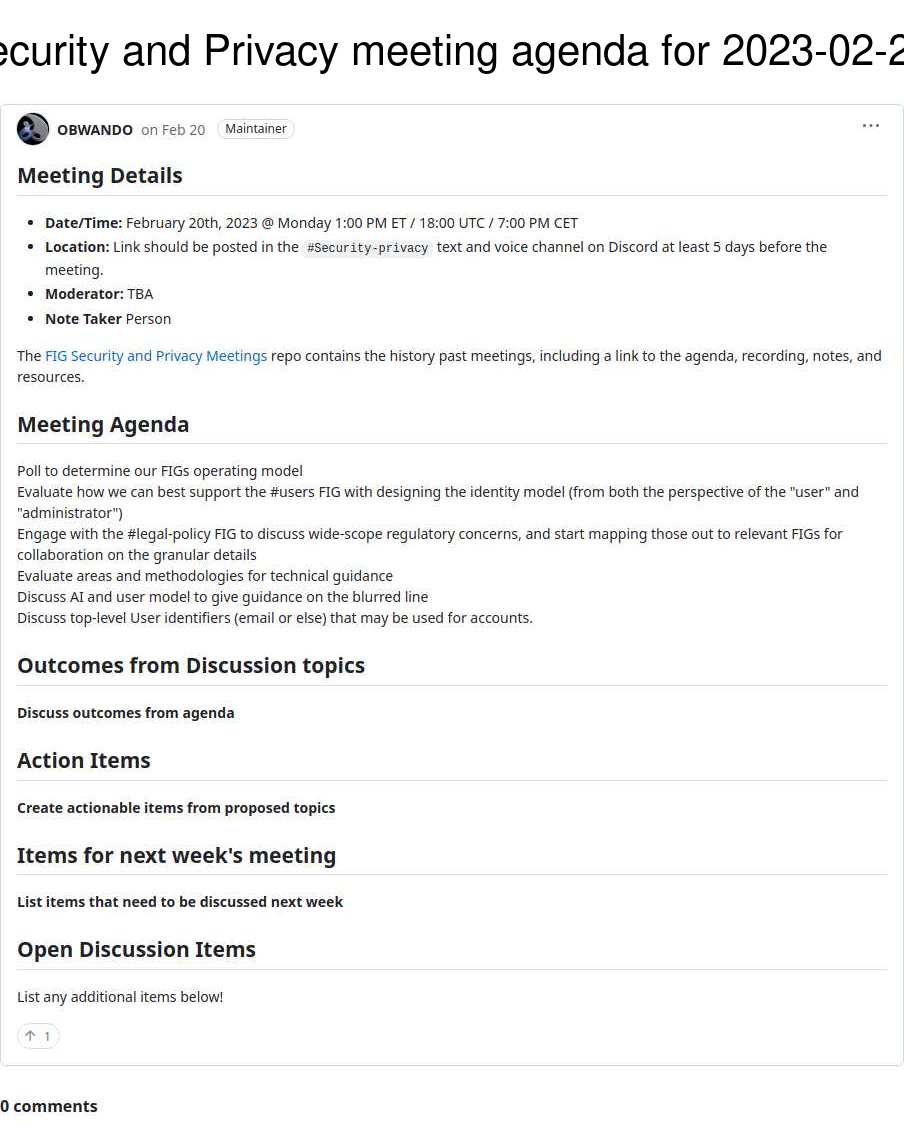 ecurity and Privacy meeting agenda for 2023-02-2
OBWANDO on Feb 20 Maintainer
Meeting Details
Date/Time: February 20th, 2023 @ Monday 1:00 PM ET / 18:00 UTC / 7:00 PM CET
Location: Link should be posted in the #Security-privacy text and voice channel on Discord at least 5 days before the
meeting.
Moderator: TBA
Note Taker Person
The FIG Security and Privacy Meetings repo contains the history past meetings, including a link to the agenda, recording, notes, and
resources.
Meeting Agenda
Poll to determine our FIGs operating model
Evaluate how we can best support the #users FIG with designing the identity model (from both the perspective of the "user" and
"administrator")
Engage with the #legal-policy FIG to discuss wide-scope regulatory concerns, and start mapping those out to relevant FIGs for
collaboration on the granular details
Evaluate areas and methodologies for technical guidance
Discuss AI and user model to give guidance on the blurred line
Discuss top-level User identifiers (email or else) that may be used for accounts.
Outcomes from Discussion topics
Discuss outcomes from agenda
Action Items
Create actionable items from proposed topics
Items for next week's meeting
List items that need to be discussed next week
Open Discussion Items
List any additional items below!
↑ 1
0 comments